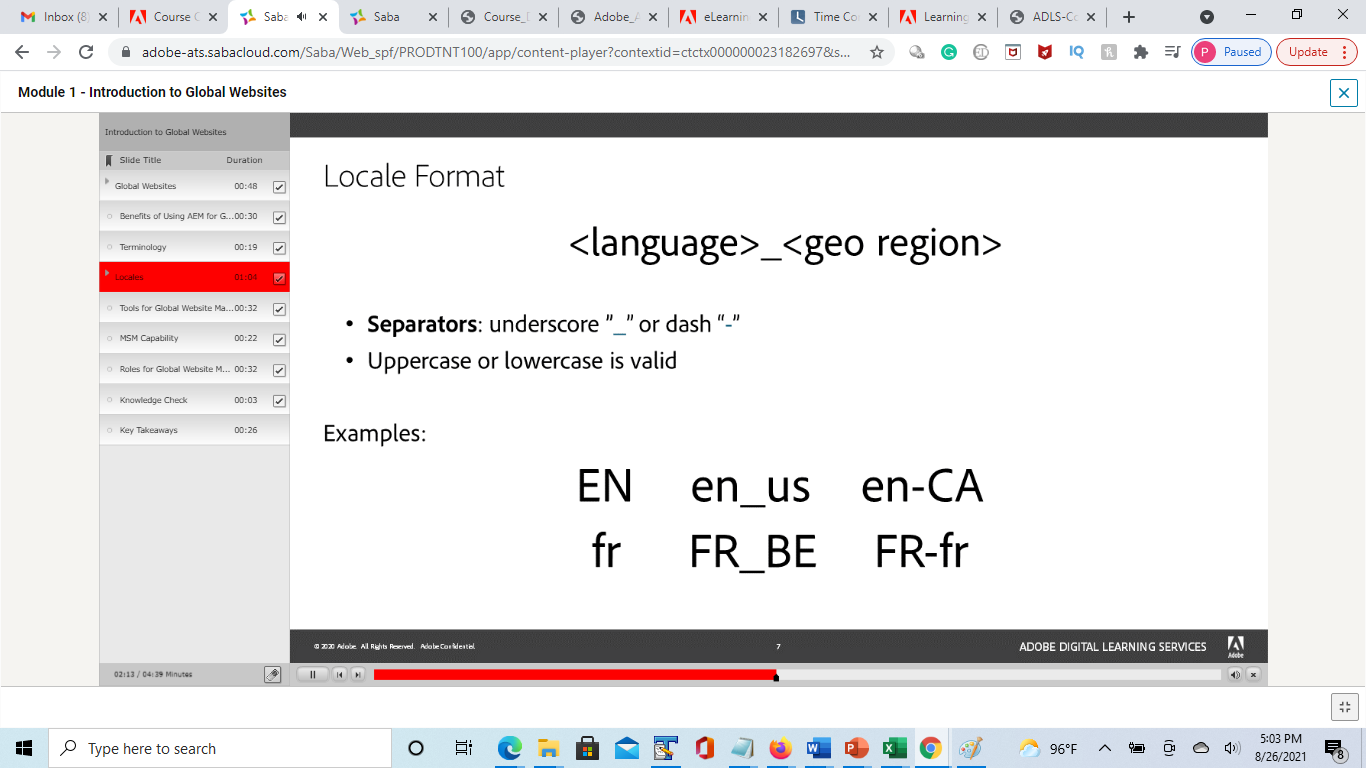 Inbox (8)
Course C
Saba
Saba
Course_D
Adobe_A
eLearnin
Time Co
Learning
ADLS-Co
adobe-ats.sabacloud.com/Saba/Web_spf/PRODTNT100/app/content-player?contextid=ctctx000000023182697&s...
P Paused
Update
Module 1 - Introduction to Global Websites
Introduction to Global Websites
Slide Title Duration
Global Websites 00:48
Benefits of Using AEM for G...00:30
Terminology 00:19
Locales 01:04
Tools for Global Website Ma...00:32
MSM Capability 00:22
Roles for Global Website M... 00:32
Knowledge Check 00:03
Key Takeaways 00:26
02:13 / 04:39 Minutes
Locale Format
<language>_<geo region>
• Separators: underscore ”_” or dash “-”
• Uppercase or lowercase is valid
Examples:
EN en_us en-CA
fr FR_BE FR-fr
© 2020 Adobe. All Rights Reserved. Adobe Confidential.
7
ADOBE DIGITAL LEARNING SERVICES
Adobe
Type here to search
96°F
5:03 PM
8/26/2021
8